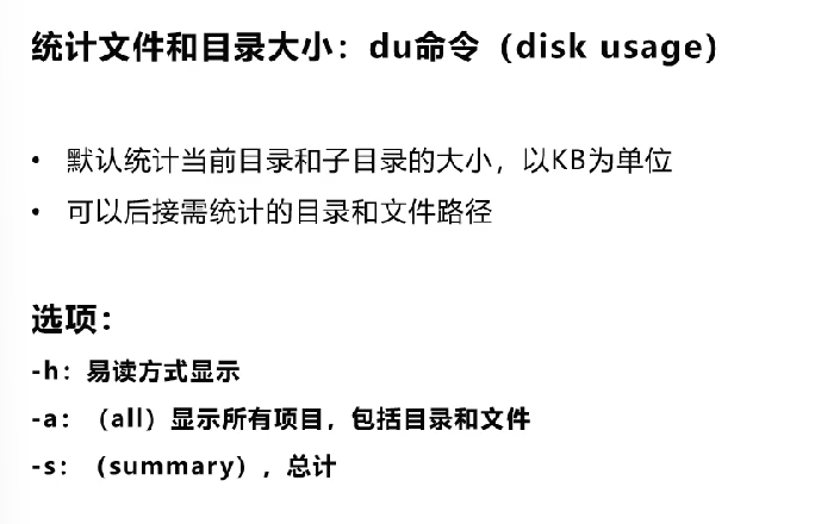 统计文件和目录大小：du命令（disk usage）
• 默认统计当前目录和子目录的大小，以KB为单位
• 可以后接需统计的目录和文件路径
选项：
-h：易读方式显示
-a：（all）显示所有项目，包括目录和文件
-s：（summary），总计